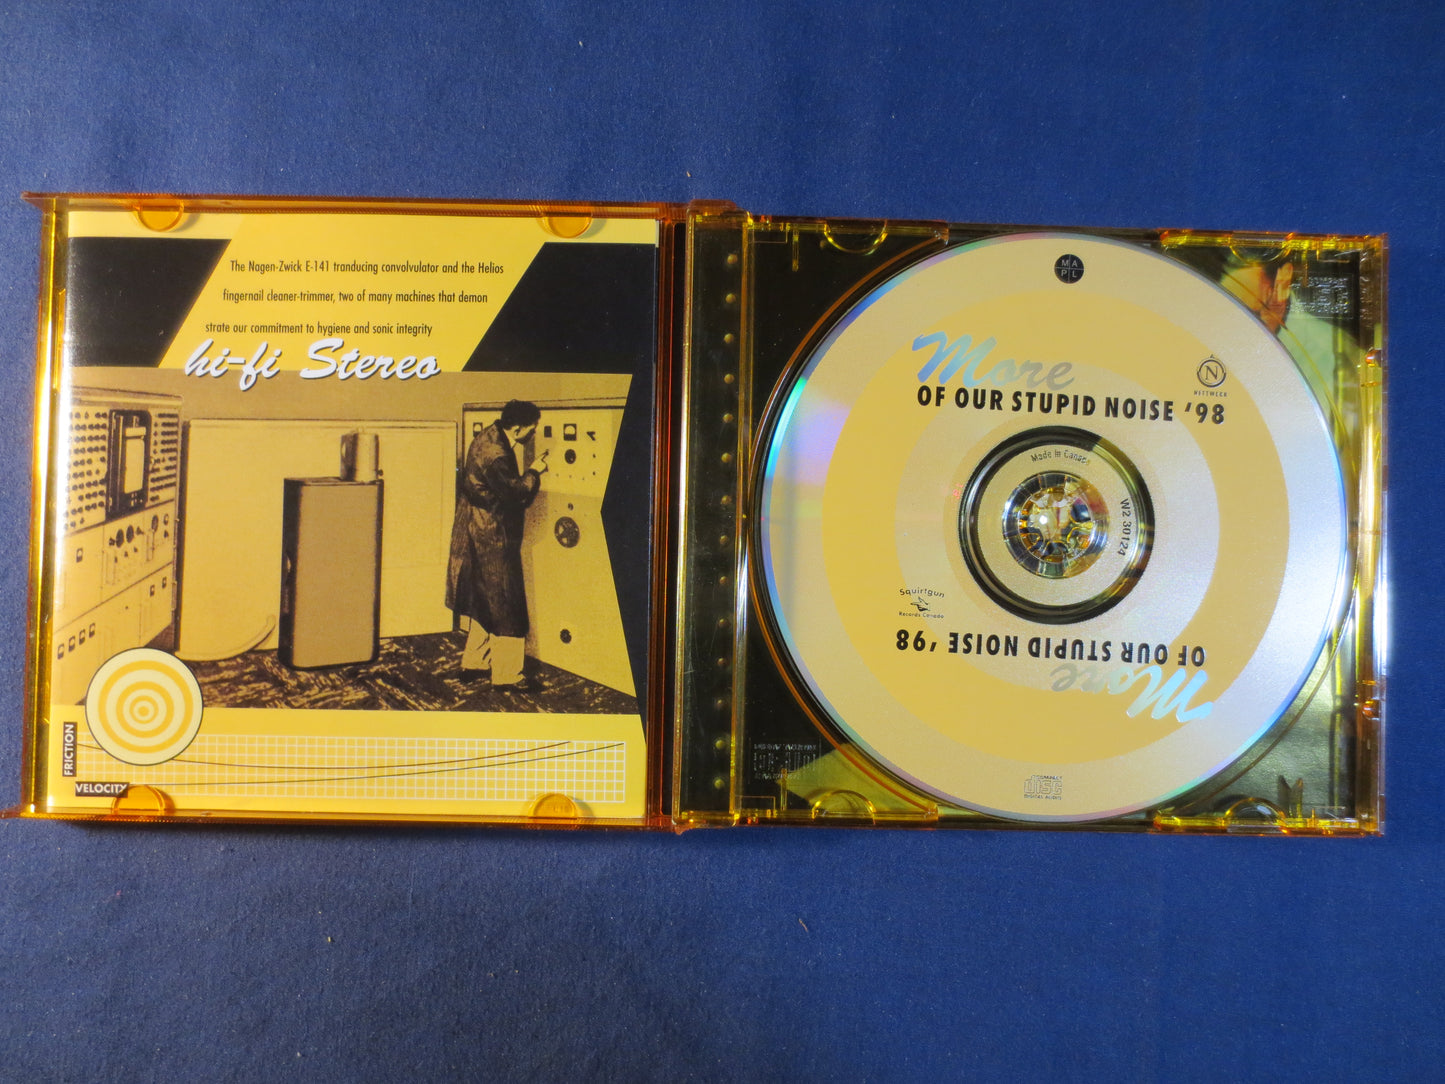 The Nagen-Zwick E-141 tranducing convolvulator and the Helios
fingernail cleaner-trimmer, two of many machines that demon
strate our commitment to hygiene and sonic integrity
hi-fi Stereo
FRICTION
VELOCITY
M A
P L
More
OF OUR STUPID NOISE '98
N
NETTWERK
Made In Canada
W2 30124
Squirtgun
Records Canada
OF OUR STUPID NOISE '98
More
COMPACT
disc
DIGITAL AUDIO